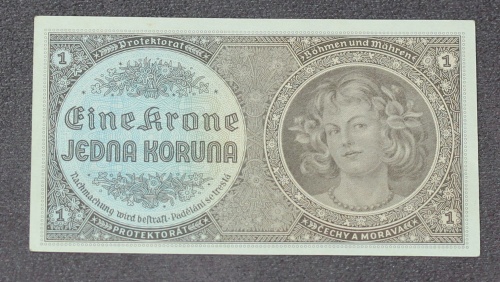 1
Protektorat
Böhmen und Mähren
1
Eine Krone
JEDNA KORUNA
Nachmachung wird bestraft. Padělání se trestá
1
PROTEKTORÁT
ČECHY A MORAVA
1